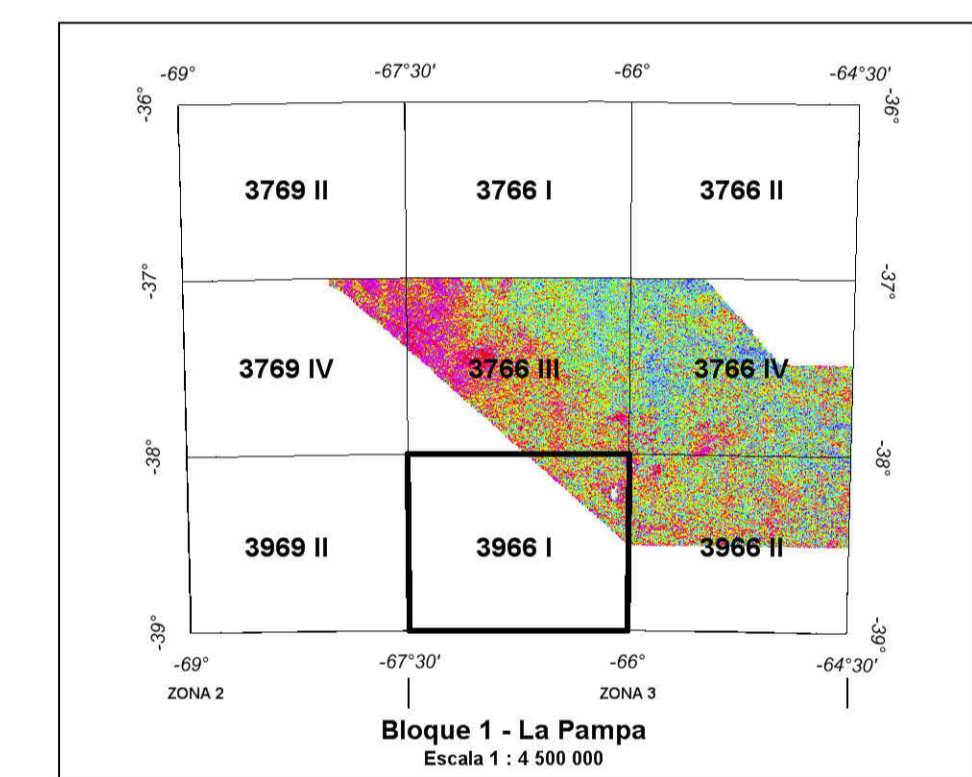 -69° -67°30' -66° -64°30'
-36° -36°
3769 II 3766 I 3766 II
-37° -37°
3769 IV 3766 III 3766 IV
-38° -38°
3969 II 3966 I 3966 II
-39° -39°
-69° -67°30' -66° -64°30'
ZONA 2 ZONA 3
Bloque 1 - La Pampa
Escala 1 : 4 500 000